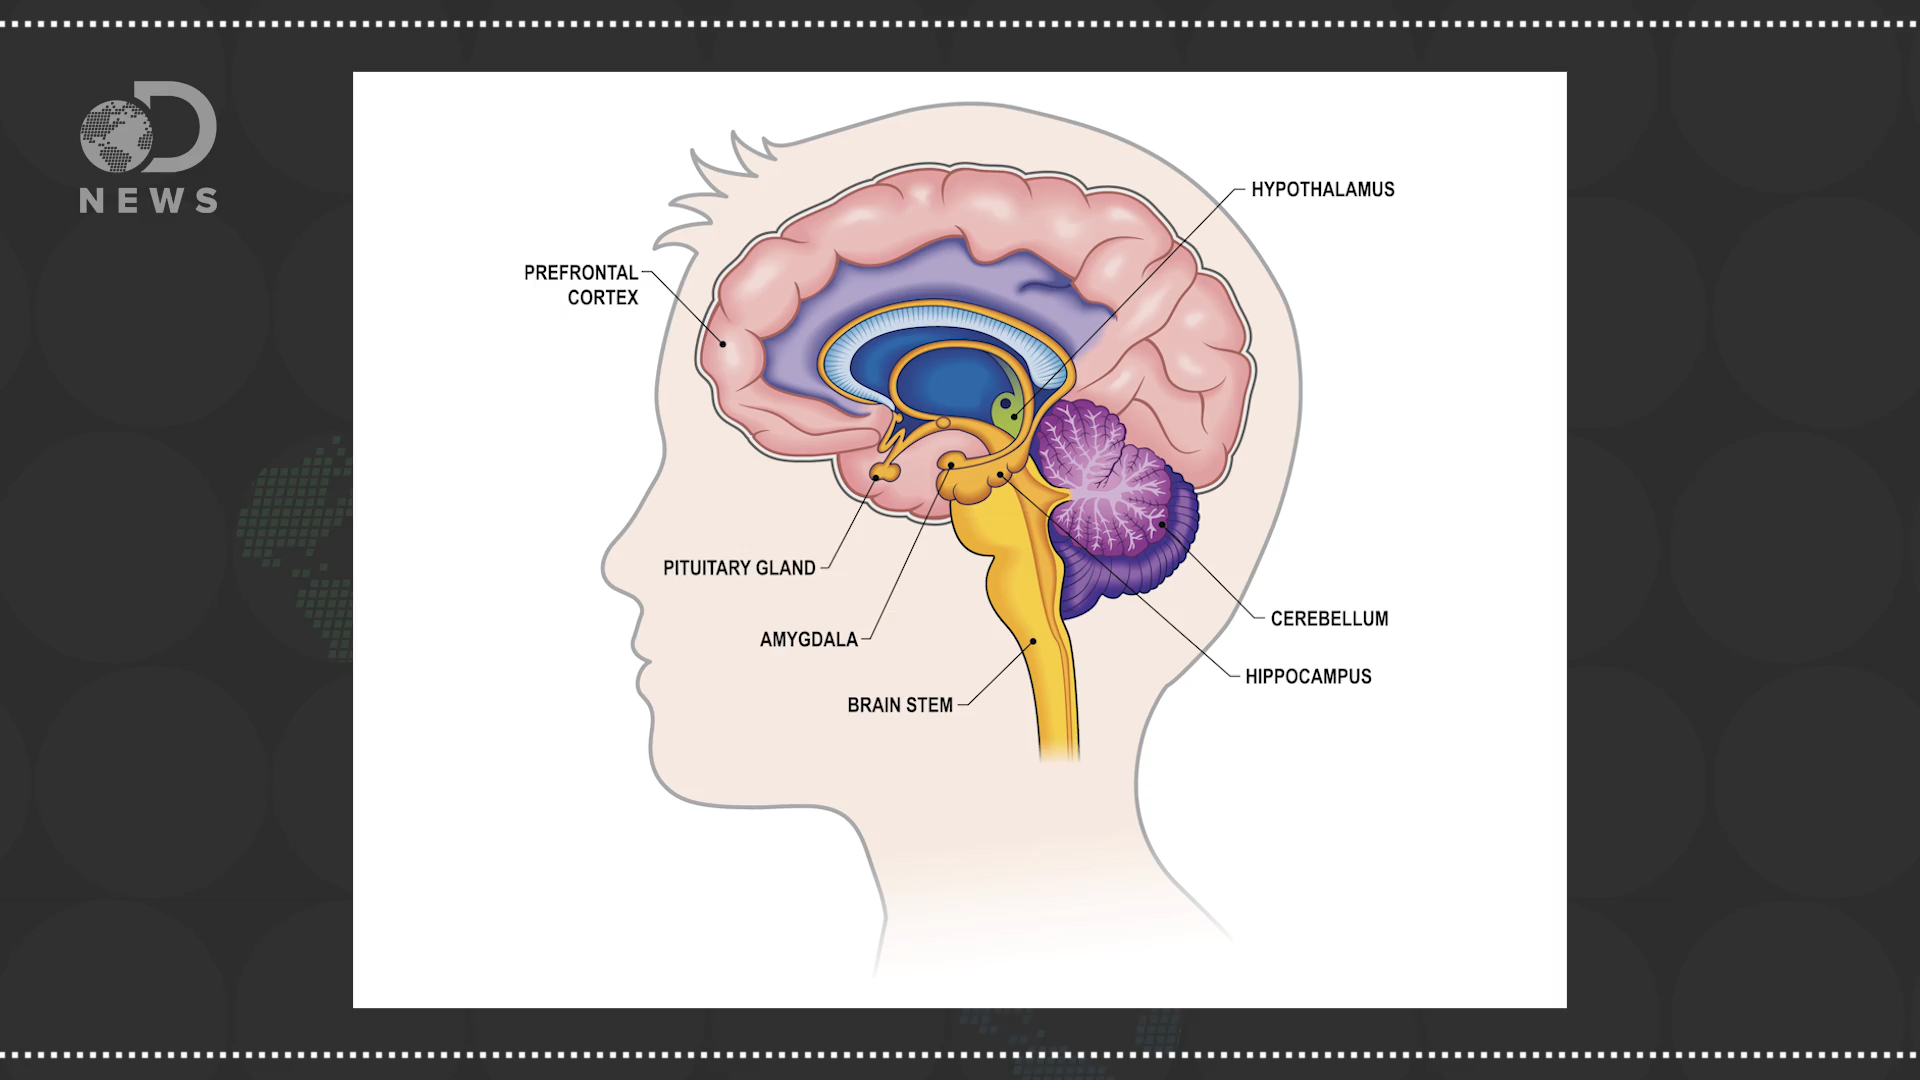 NEWS
HYPOTHALAMUS
PREFRONTAL
CORTEX
PITUITARY GLAND
CEREBELLUM
AMYGDALA
HIPPOCAMPUS
BRAIN STEM